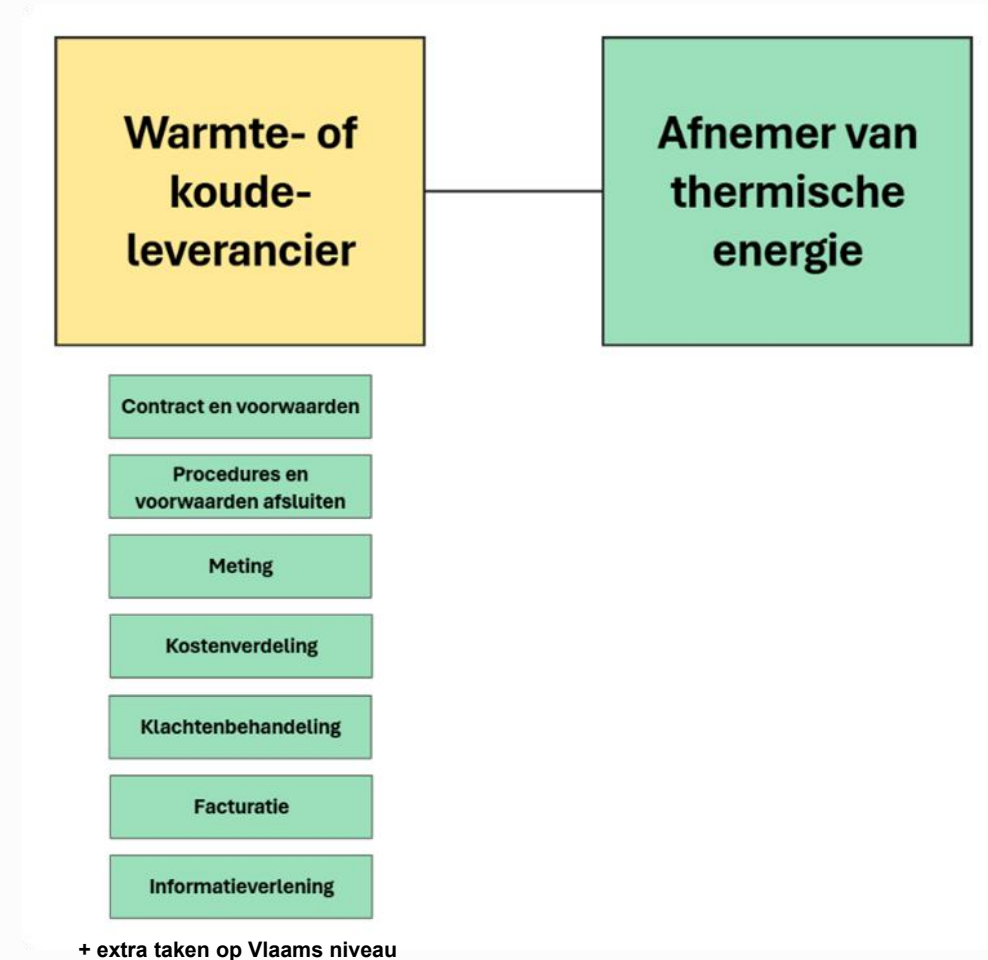 Warmte- of
koude-
leverancier
Afnemer van
thermische
energie
Contract en voorwaarden
Procedures en
voorwaarden afsluiten
Meting
Kostenverdeling
Klachtenbehandeling
Facturatie
Informatieverlening
+ extra taken op Vlaams niveau